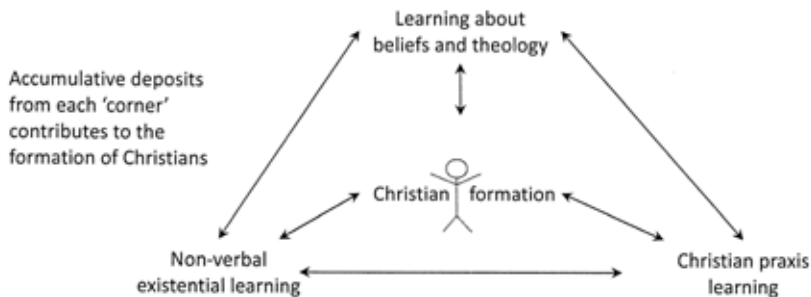 Learning about
beliefs and theology
Accumulative deposits
from each ‘corner’
contributes to the
formation of Christians
Christian formation
Non-verbal
existential learning
Christian praxis
learning